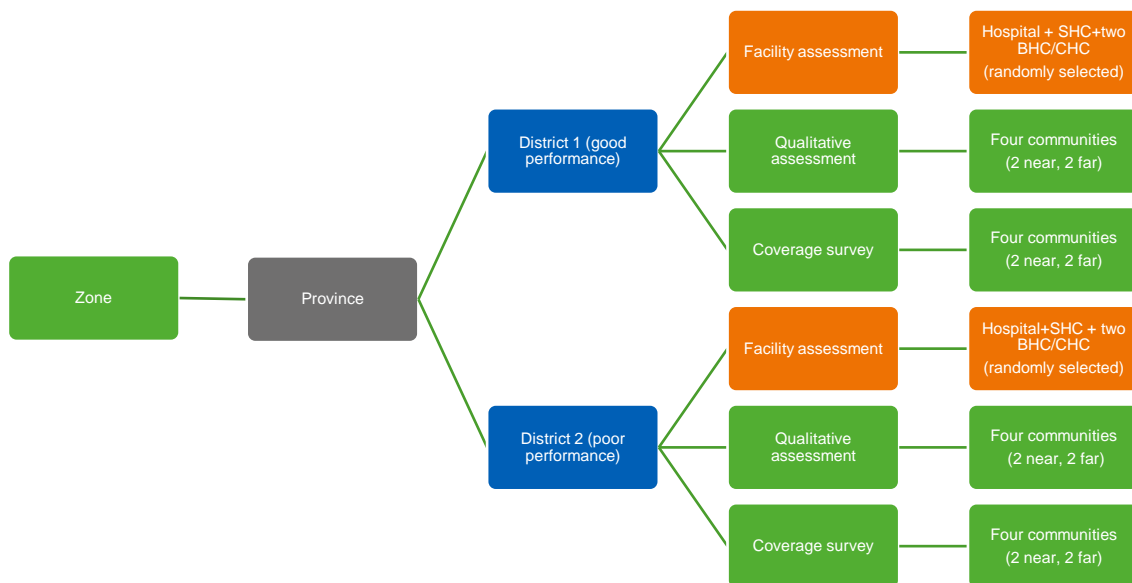 Zone
Province
District 1 (good
performance)
Facility assessment
Hospital + SHC+two
BHC/CHC
(randomly selected)
Qualitative
assessment
Four communities
(2 near, 2 far)
Coverage survey
Four communities
(2 near, 2 far)
District 2 (poor
performance)
Facility assessment
Hospital+SHC + two
BHC/CHC
(randomly selected)
Qualitative
assessment
Four communities
(2 near, 2 far)
Coverage survey
Four communities
(2 near, 2 far)